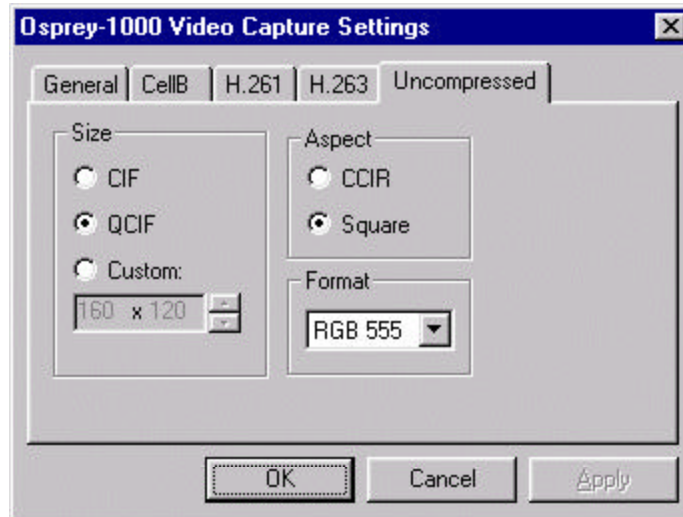 Osprey-1000 Video Capture Settings
General
CellB
H.261
H.263
Uncompressed
Size
CIF
QCIF
Custom:
160 x 120
Aspect
CCIR
Square
Format
RGB 555
OK
Cancel
Apply